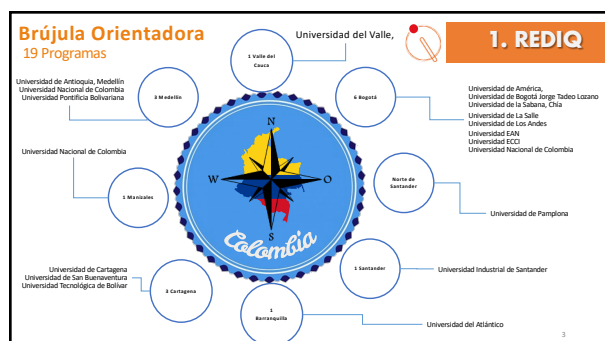 Brújula Orientadora
19 Programas
Universidad del Valle,
1. REDIQ
1 Valle del
Cauca
Universidad de Antioquia, Medellín
Universidad Nacional de Colombia
Universidad Pontificia Bolivariana
3 Medellín
6 Bogotá
Universidad de América,
Universidad de Bogotá Jorge Tadeo Lozano
Universidad de la Sabana, Chía
Universidad de La Salle
Universidad de Los Andes
Universidad EAN
Universidad ECCI
Universidad Nacional de Colombia
Universidad Nacional de Colombia
1 Manizales
N
W
O
S
Colombia
Norte de
Santander
Universidad de Pamplona
Universidad de Cartagena
Universidad de San Buenaventura
Universidad Tecnológica de Bolívar
3 Cartagena
1 Santander
Universidad Industrial de Santander
1
Barranquilla
Universidad del Atlántico
3